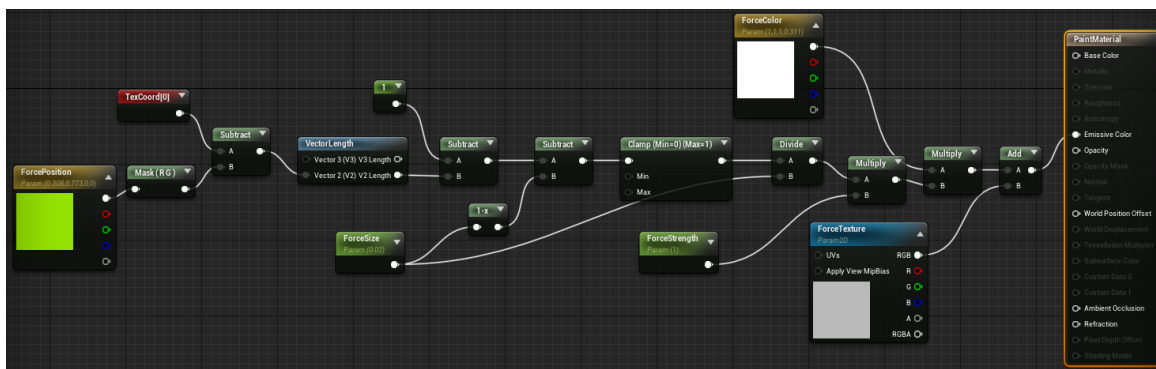 ForceColor
Param (1,1,1,0.311)
PaintMaterial
Base Color
Metallic
Specular
Roughness
Anisotropy
Emissive Color
Opacity
Opacity Mask
Normal
Tangent
World Position Offset
World Displacement
Tessellation Multiplier
Subsurface Color
Custom Data 0
Custom Data 1
Ambient Occlusion
Refraction
Pixel Depth Offset
Shading Model
TexCoord[0]
1
Subtract
A
B
VectorLength
Vector 3 (V3) V3 Length
Vector 2 (V2) V2 Length
Subtract
A
B
Subtract
A
B
Clamp (Min=0) (Max=1)
Min
Max
Divide
A
B
Multiply
A
B
Multiply
A
B
Add
A
B
ForcePosition
Param (0.308,0.773,0,0)
Mask (R G)
1-x
ForceSize
Param (0.02)
ForceStrength
Param (1)
ForceTexture
Param2D
UVs RGB
Apply View MipBias R
G
B
A
RGBA